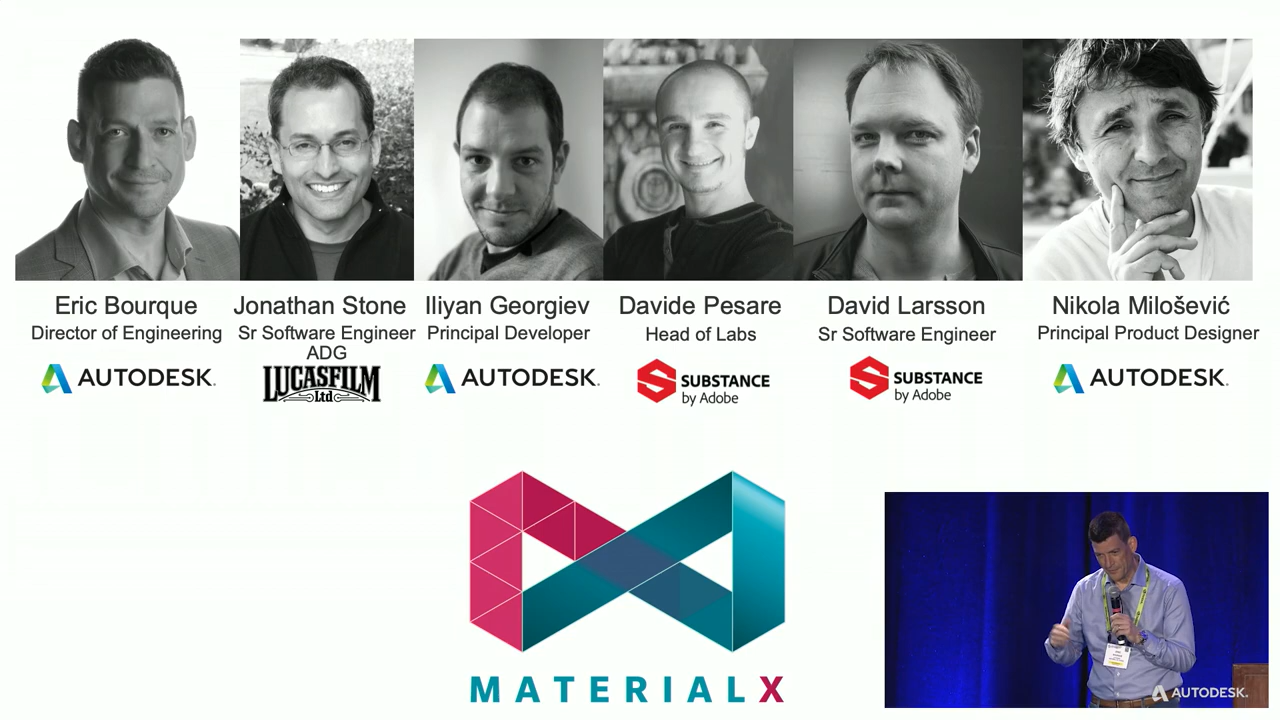 Eric Bourque
Director of Engineering
AUTODESK.
Jonathan Stone
Sr Software Engineer
ADG
LUCASFILM
Ltd
Iliyan Georgiev
Principal Developer
AUTODESK.
Davide Pesare
Head of Labs
SUBSTANCE
by Adobe
David Larsson
Sr Software Engineer
SUBSTANCE
by Adobe
Nikola Milošević
Principal Product Designer
AUTODESK.
MATERIALX
AUTODESK.